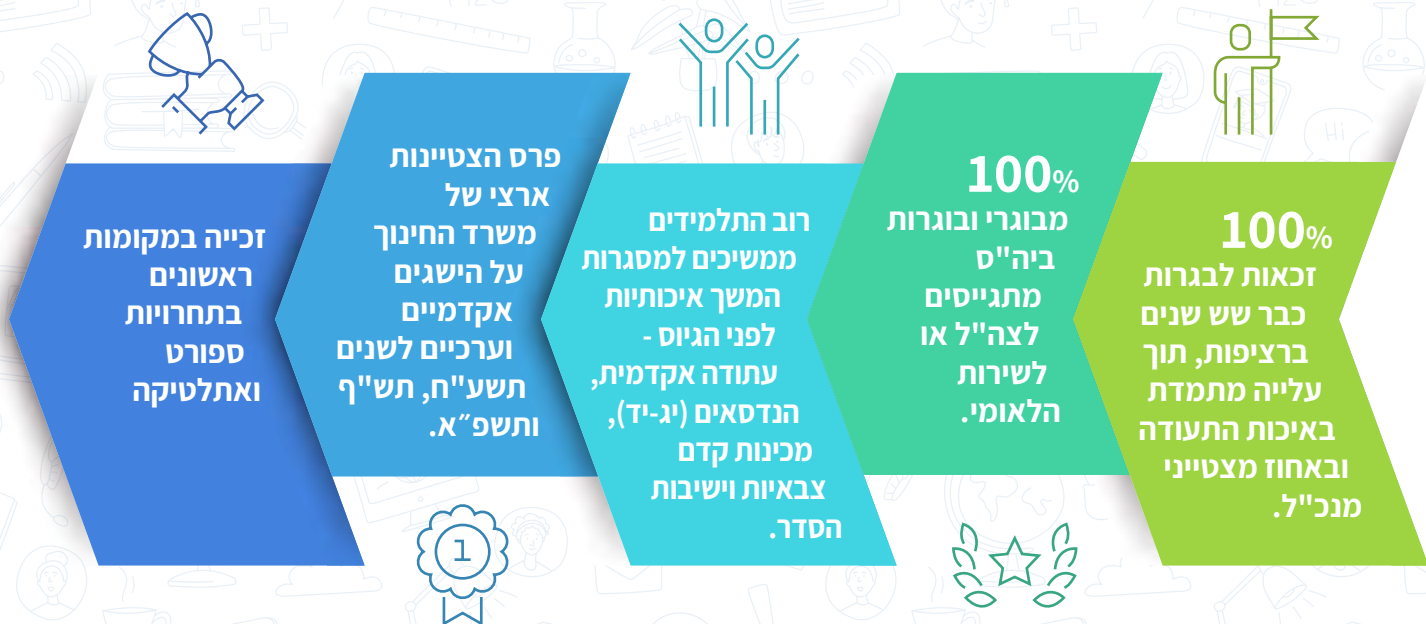 100%
זכאות לבגרות
כבר שש שנים
ברציפות, תוך
עלייה מתמדת
באיכות התעודה
ובאחוז מצטייני
מנכ"ל.
100%
מבוגרי ובוגרות
ביה"ס
מתגייסים
לצה"ל או
לשירות
הלאומי.
רוב התלמידים
ממשיכים למסגרות
המשך איכותיות
לפני הגיוס -
עתודה אקדמית,
הנדסאים (יג-יד),
מכינות קדם
צבאיות וישיבות
הסדר.
פרס הצטיינות
ארצי של
משרד החינוך
על הישגים
אקדמיים
וערכיים לשנים
תשע"ח, תש"ף
ותשפ״א.
1
זכייה במקומות
ראשונים
בתחרויות
ספורט
ואתלטיקה
Hi